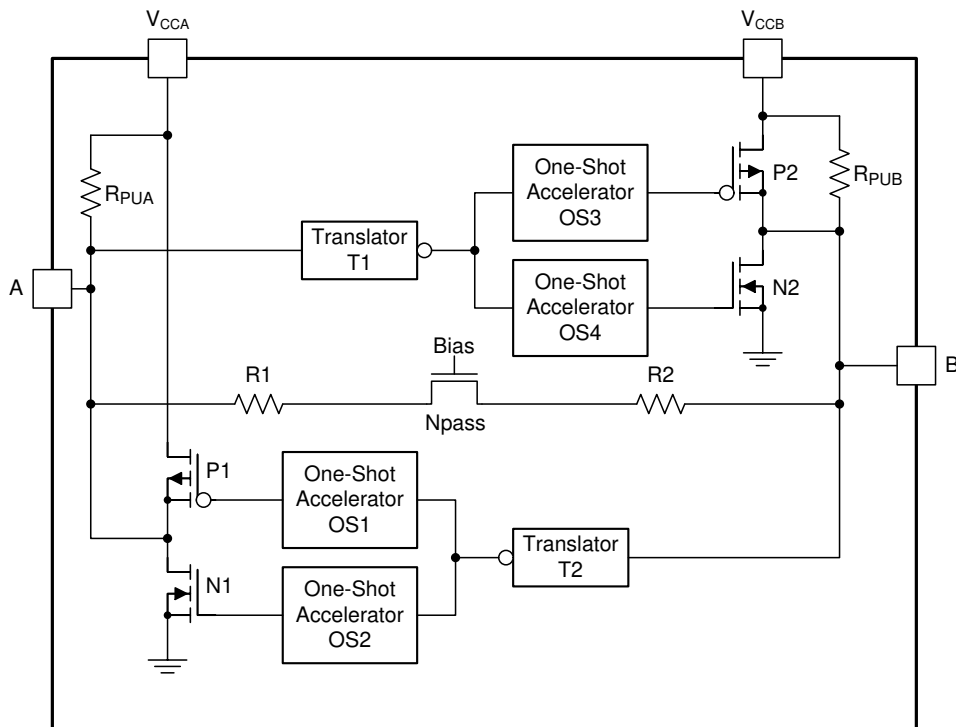 VCCA
VCCB
RPUA
One-Shot
Accelerator
OS3
P2
RPUB
Translator
T1
A
One-Shot
Accelerator
OS4
N2
Bias
B
R1
R2
Npass
P1
One-Shot
Accelerator
OS1
Translator
T2
N1
One-Shot
Accelerator
OS2